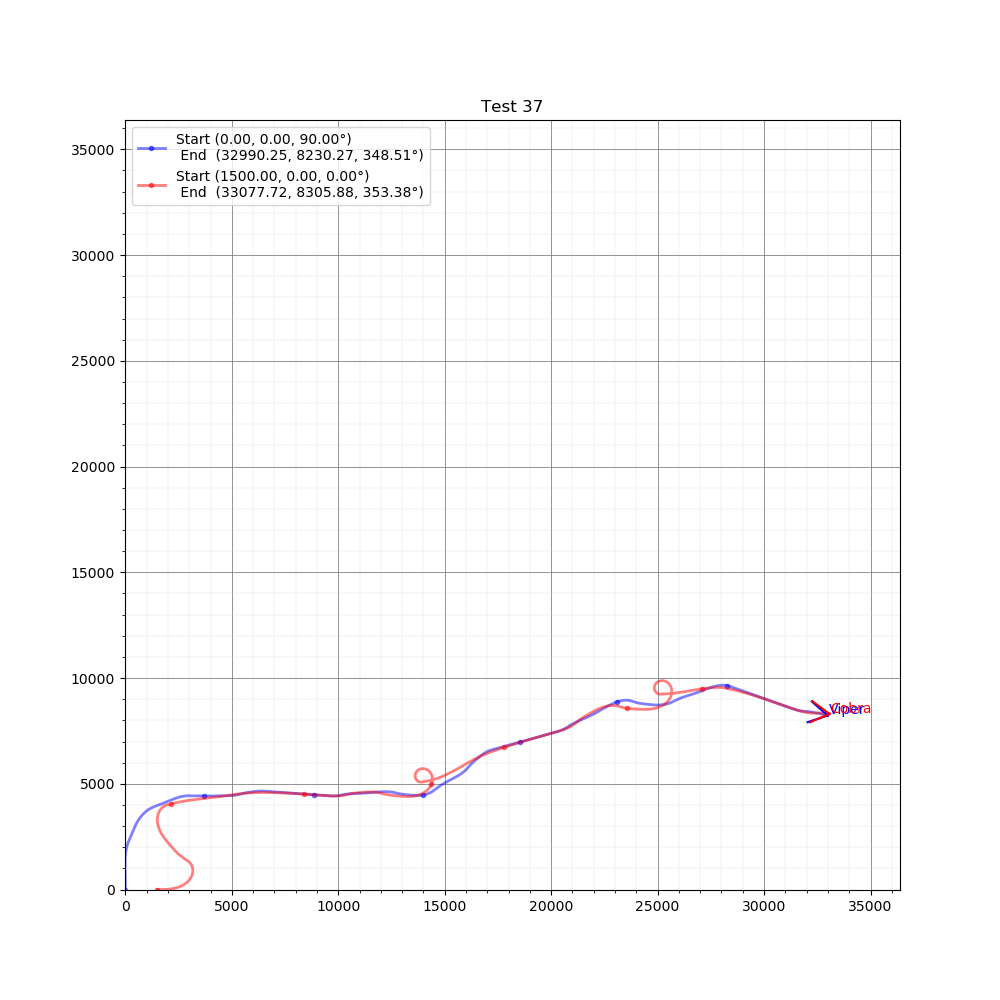 Test 37
Start (0.00, 0.00, 90.00°)
End (32990.25, 8230.27, 348.51°)
Start (1500.00, 0.00, 0.00°)
End (33077.72, 8305.88, 353.38°)
35000
30000
25000
20000
15000
10000
5000
0
Viper
Cobra
0 5000 10000 15000 20000 25000 30000 35000